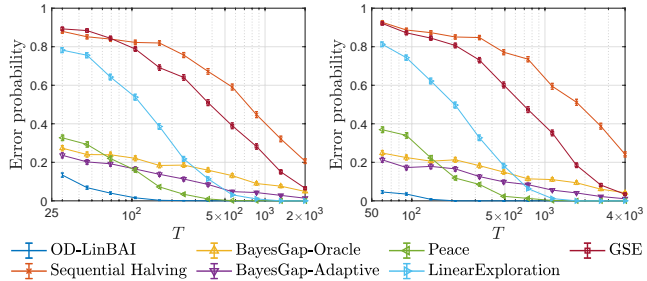 Error probability
1
0.8
0.6
0.4
0.2
0
25
10²
5×10²
10³
2×10³
T
Error probability
1
0.8
0.6
0.4
0.2
0
50
10²
5×10²
10³
4×10³
T
OD-LinBAI
BayesGap-Oracle
Peace
GSE
Sequential Halving
BayesGap-Adaptive
LinearExploration